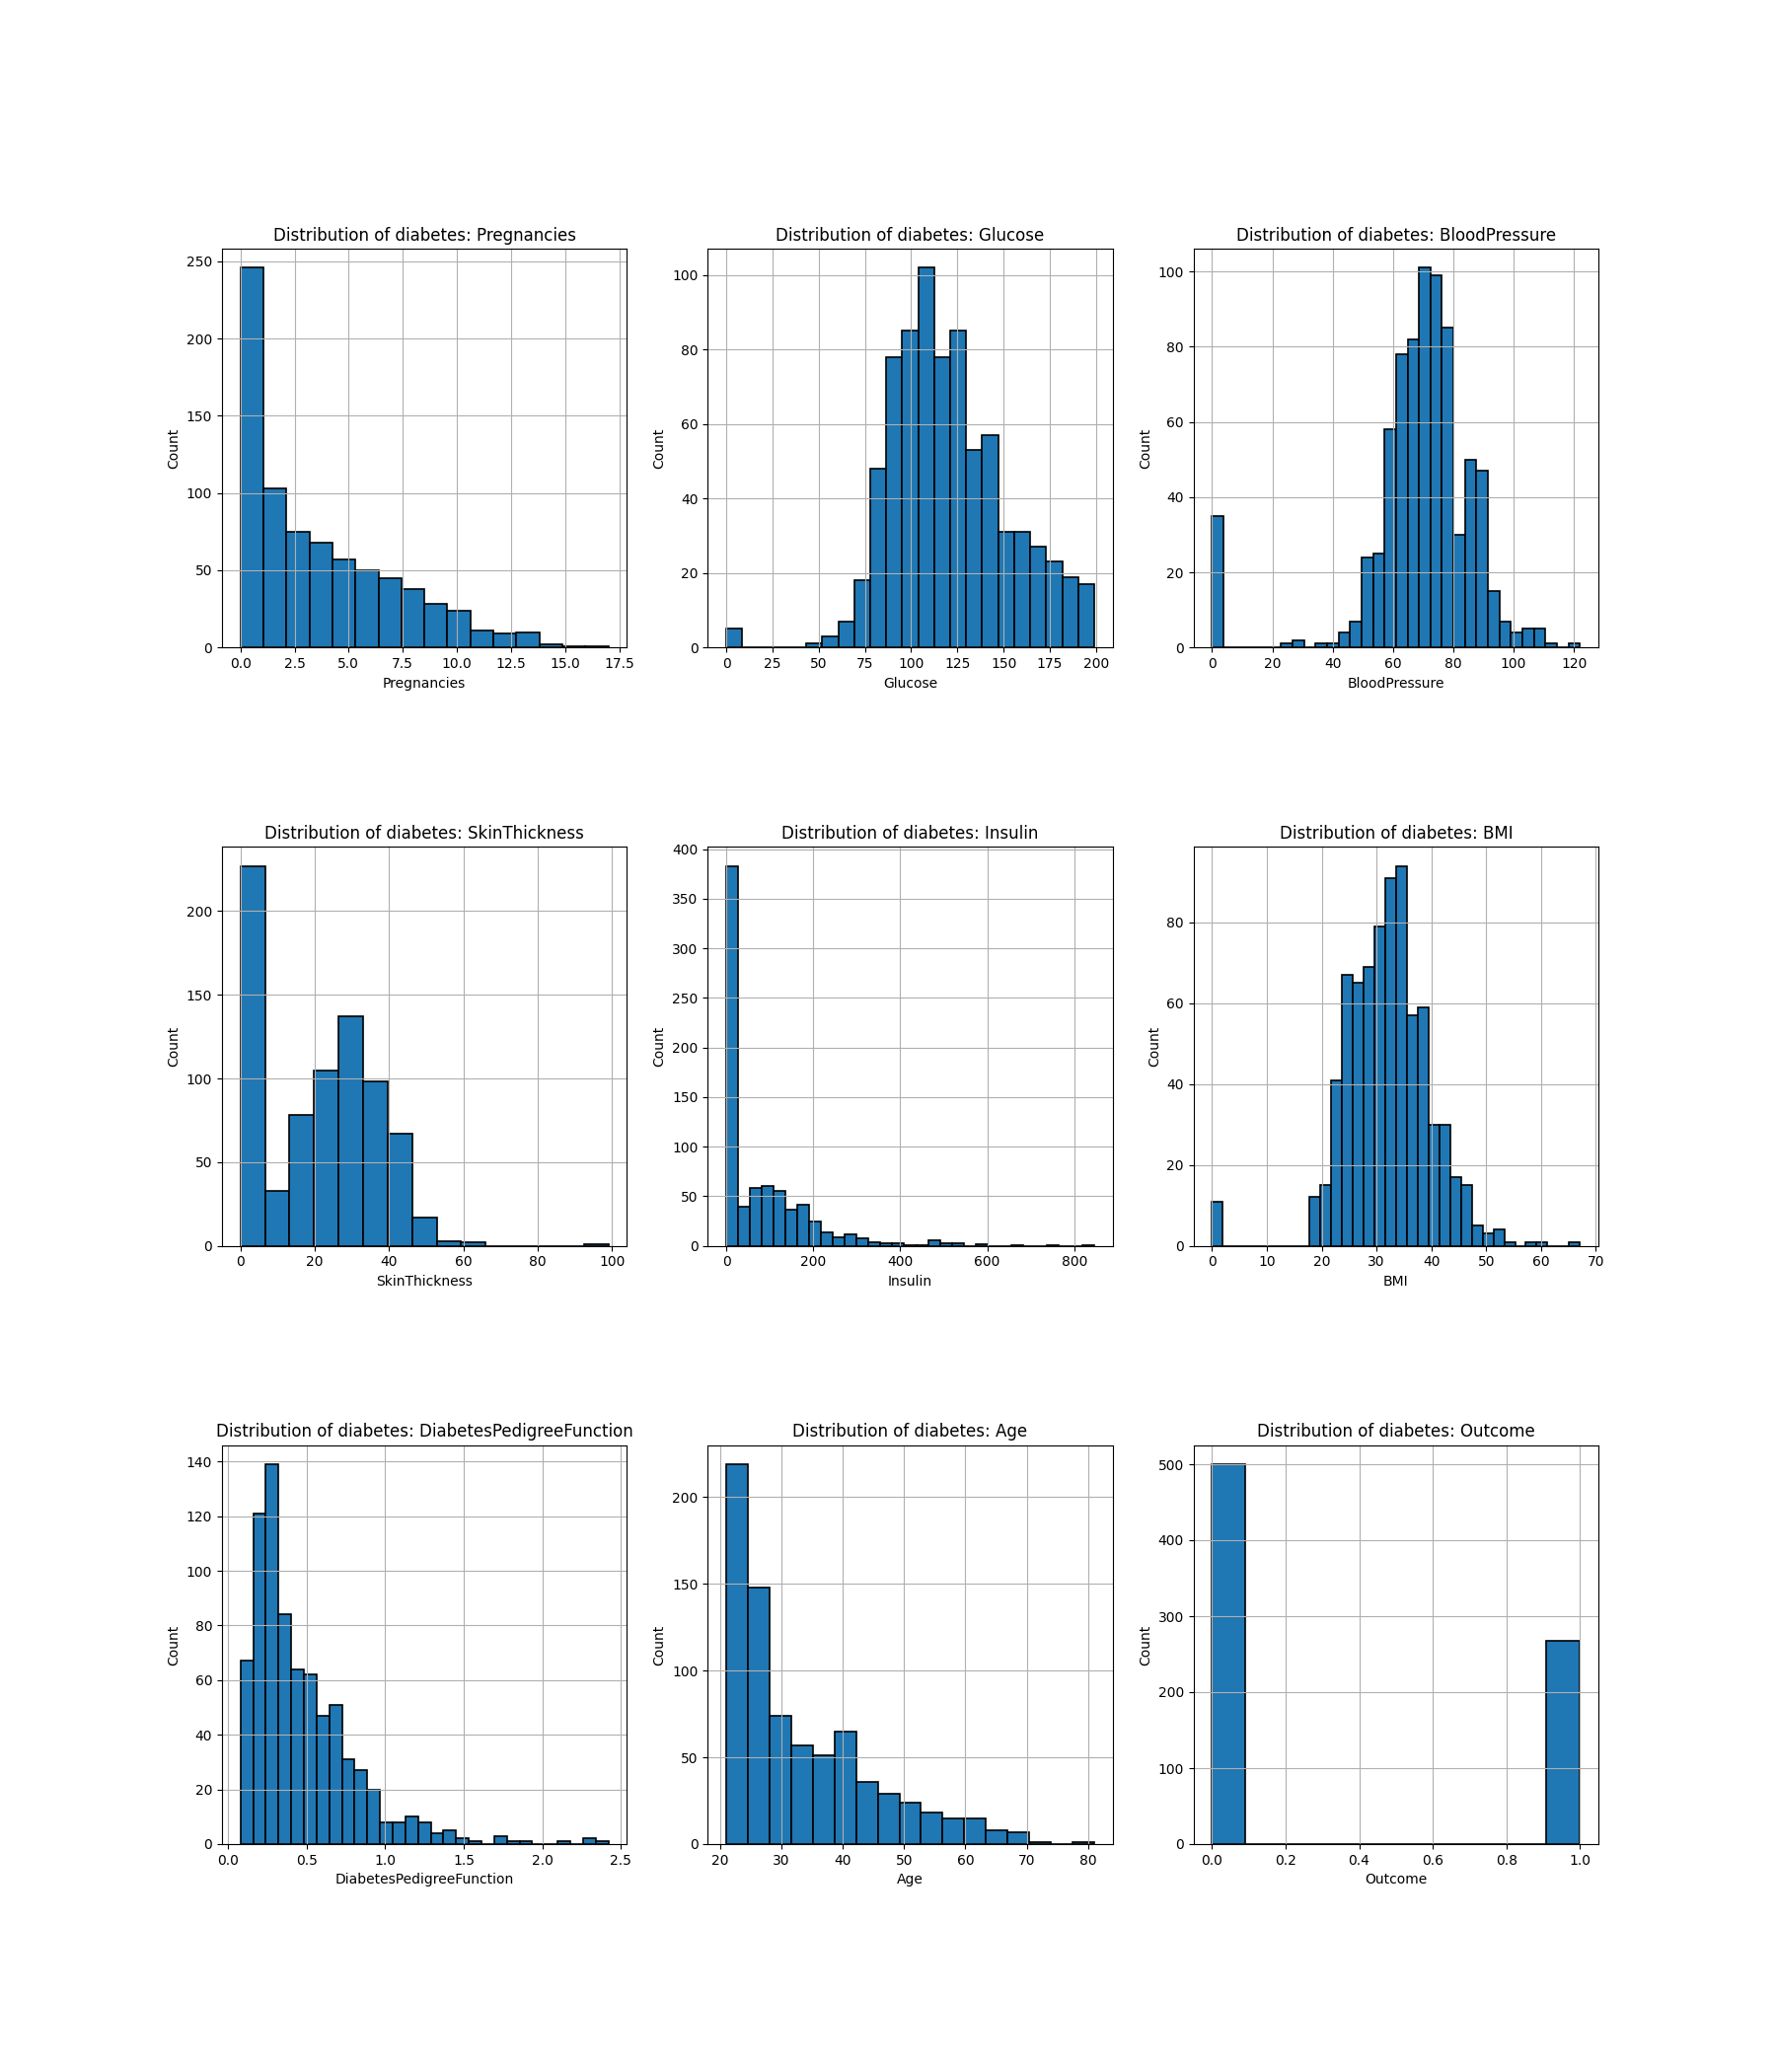 Distribution of diabetes: Pregnancies
250
200
150
100
50
0
Count
0.0 2.5 5.0 7.5 10.0 12.5 15.0 17.5
Pregnancies
Distribution of diabetes: Glucose
100
80
60
40
20
0
Count
0 25 50 75 100 125 150 175 200
Glucose
Distribution of diabetes: BloodPressure
100
80
60
40
20
0
Count
0 20 40 60 80 100 120
BloodPressure
Distribution of diabetes: SkinThickness
200
150
100
50
0
Count
0 20 40 60 80 100
SkinThickness
Distribution of diabetes: Insulin
400
350
300
250
200
150
100
50
0
Count
0 200 400 600 800
Insulin
Distribution of diabetes: BMI
80
60
40
20
0
Count
0 10 20 30 40 50 60 70
BMI
Distribution of diabetes: DiabetesPedigreeFunction
140
120
100
80
60
40
20
0
Count
0.0 0.5 1.0 1.5 2.0 2.5
DiabetesPedigreeFunction
Distribution of diabetes: Age
200
150
100
50
0
Count
20 30 40 50 60 70 80
Age
Distribution of diabetes: Outcome
500
400
300
200
100
0
Count
0.0 0.2 0.4 0.6 0.8 1.0
Outcome